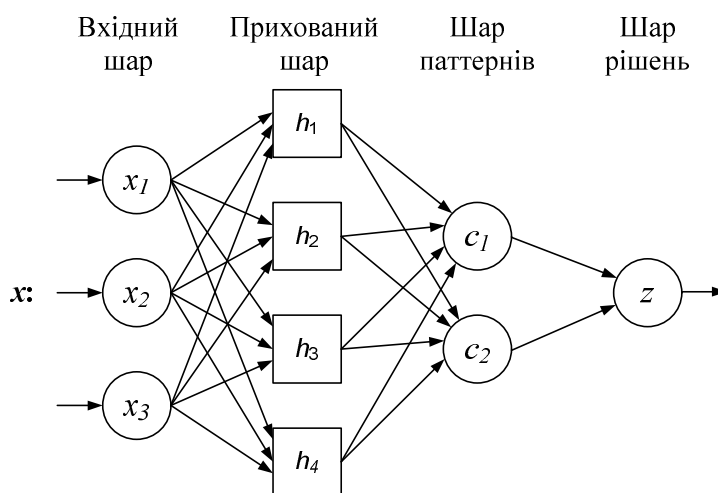 Вхідний
шар
Прихований
шар
Шар
паттернів
Шар
рішень
x:
x1
x2
x3
h1
h2
h3
h4
c1
c2
z